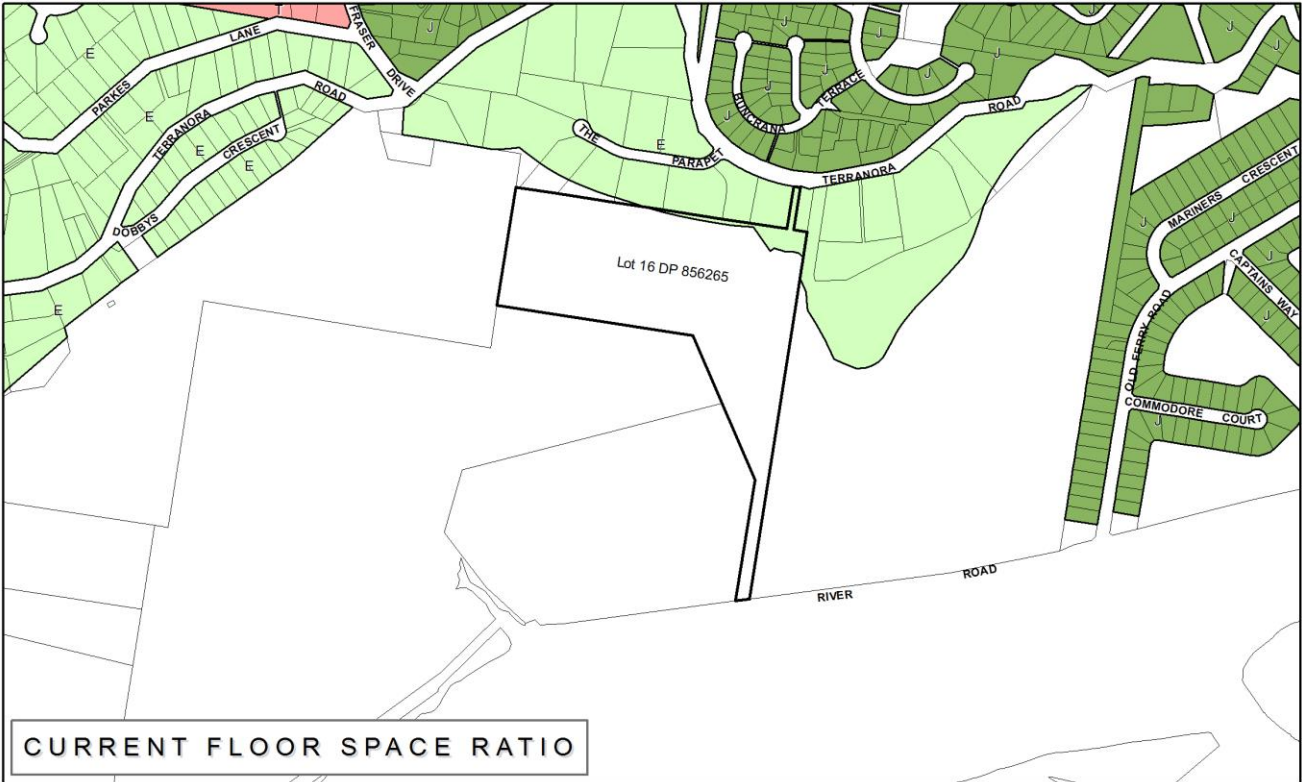 T
FRASER
DRIVE
J
J
J
J
J
J
E
LANE
PARKES
ROAD
TERRANORA
CRESCENT
E
E
E
DOBBYS
E
THE
PARAPET
E
BUNCRANA
TERRACE
J
J
J
J
J
ROAD
TERRANORA
MARINERS
CRESCENT
J
J
J
CAPTAINS
WAY
J
OLD FERRY ROAD
COMMODORE COURT
J
Lot 16 DP 856265
RIVER
ROAD
CURRENT FLOOR SPACE RATIO